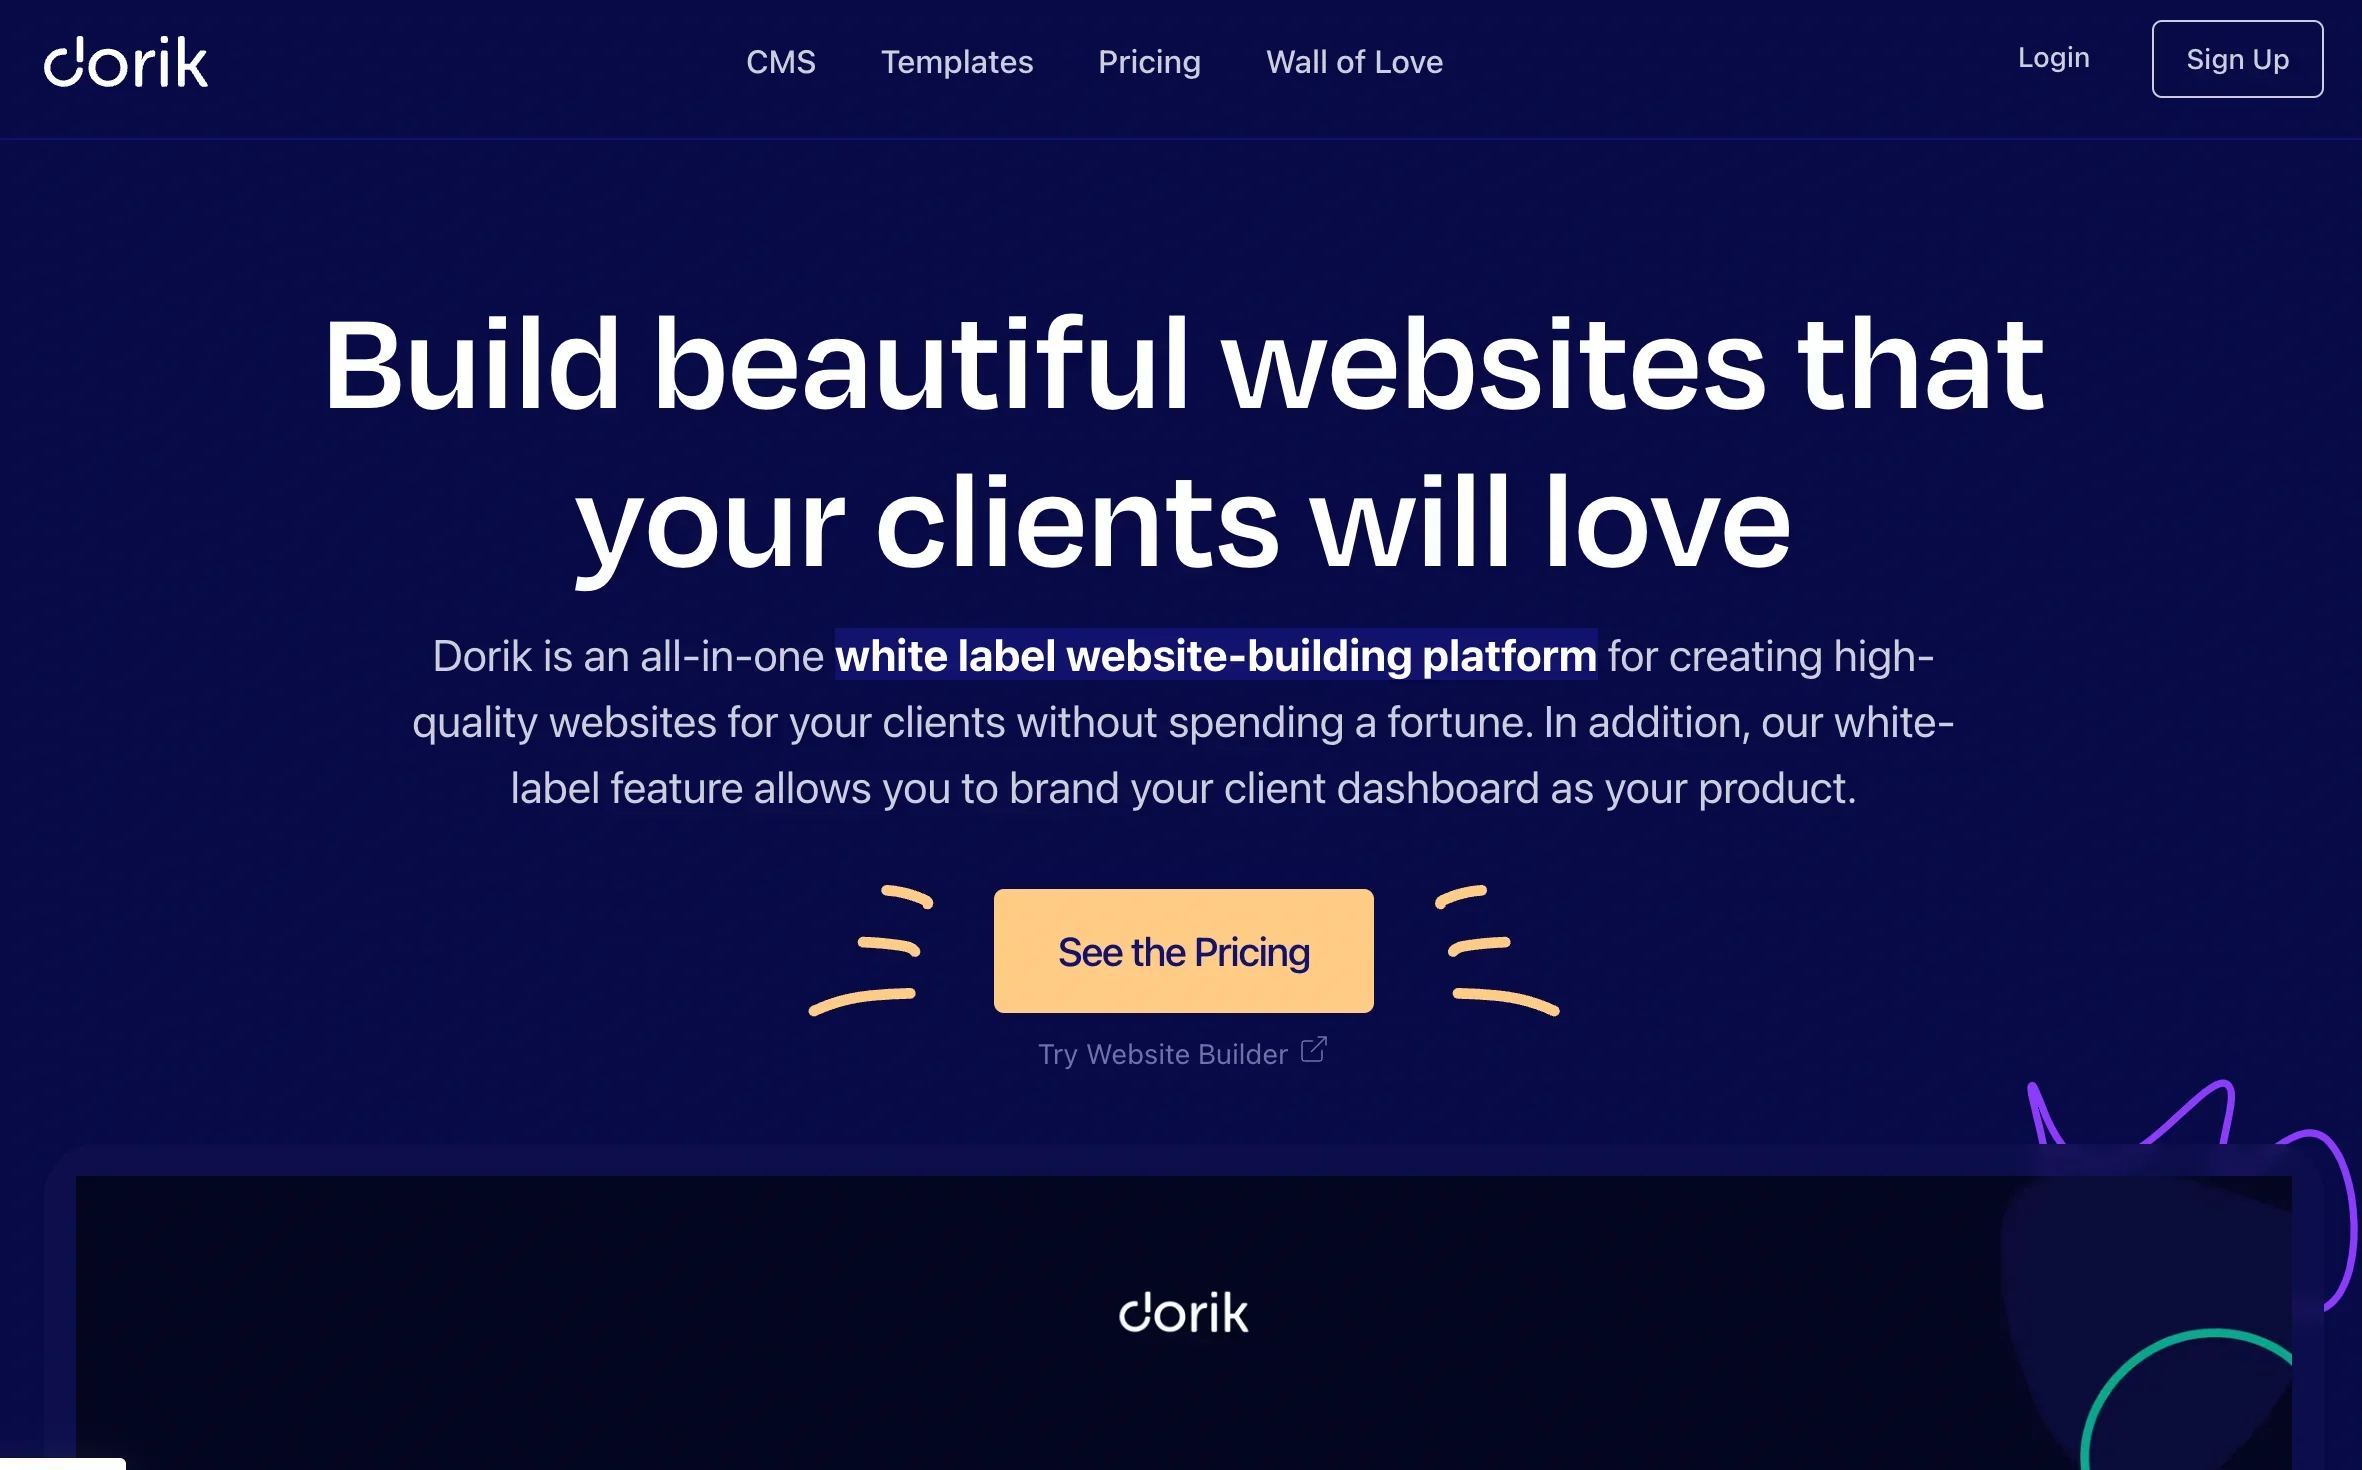 dorik
CMS
Templates
Pricing
Wall of Love
Login
Sign Up
Build beautiful websites that
your clients will love
Dorik is an all-in-one white label website-building platform for creating high-
quality websites for your clients without spending a fortune. In addition, our white-
label feature allows you to brand your client dashboard as your product.
See the Pricing
Try Website Builder
dorik